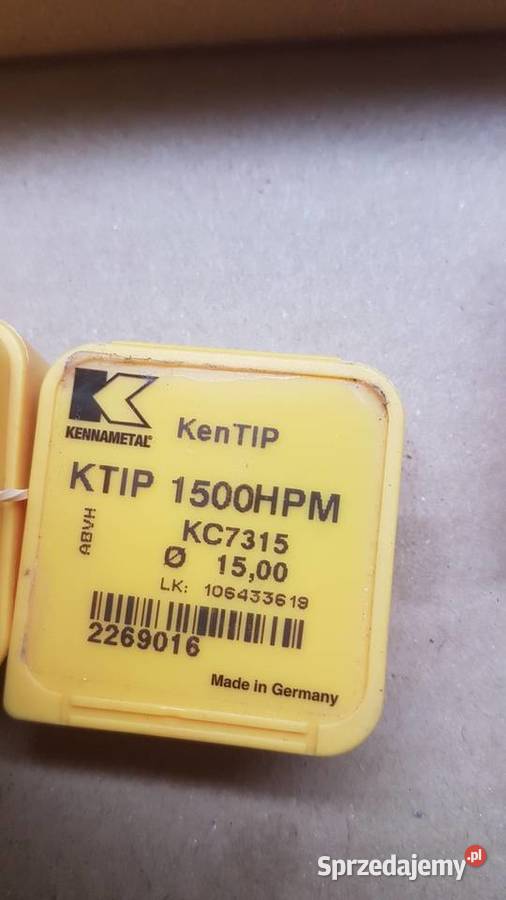 KENNAMETAL
KenTIP
KTIP 1500HPM
KC7315
ABVH
Ø 15,00
LK: 106433619
2269016
Made in Germany
Sprzedajemy.pl